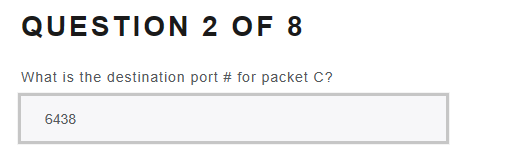 QUESTION 2 OF 8
What is the destination port # for packet C?
6438